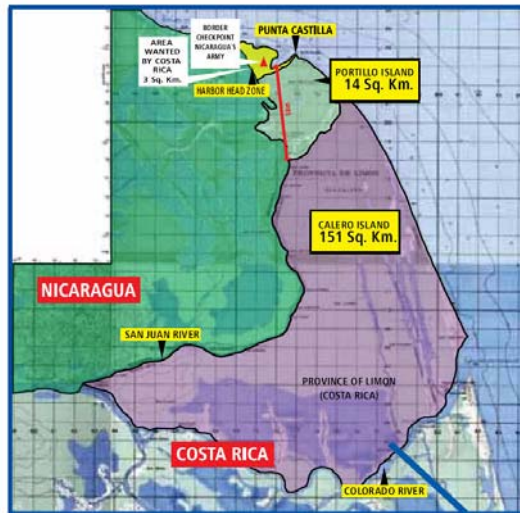 AREA
WANTED
BY COSTA
RICA
3 Sq. Km.
BORDER
CHECKPOINT
NICARAGUA'S
ARMY
PUNTA CASTILLA
HARBOR HEAD ZONE
PORTILLO ISLAND
14 Sq. Km.
CALERO ISLAND
151 Sq. Km.
NICARAGUA
SAN JUAN RIVER
PROVINCE OF LIMON
(COSTA RICA)
COSTA RICA
COLORADO RIVER